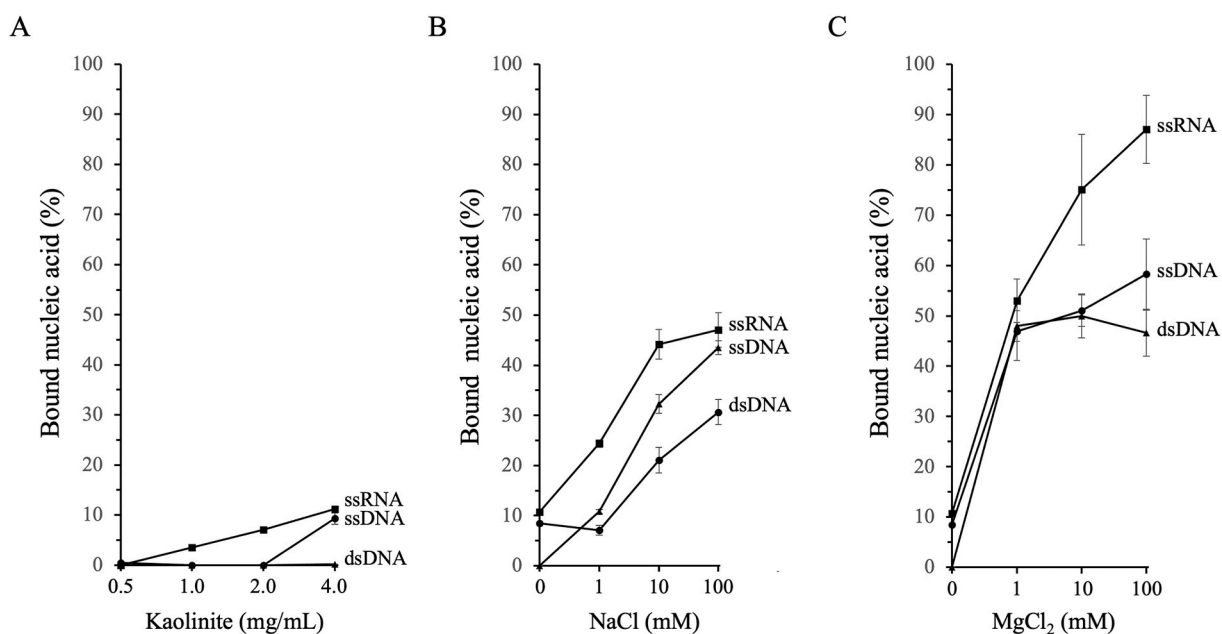 A
Bound nucleic acid (%)
100
90
80
70
60
50
40
30
20
10
0
ssRNA
ssDNA
dsDNA
0.5 1.0 2.0 4.0
Kaolinite (mg/mL)
B
Bound nucleic acid (%)
100
90
80
70
60
50
40
30
20
10
0
ssRNA
ssDNA
dsDNA
0 1 10 100
NaCl (mM)
C
Bound nucleic acid (%)
100
90
80
70
60
50
40
30
20
10
0
ssRNA
ssDNA
dsDNA
0 1 10 100
MgCl₂ (mM)